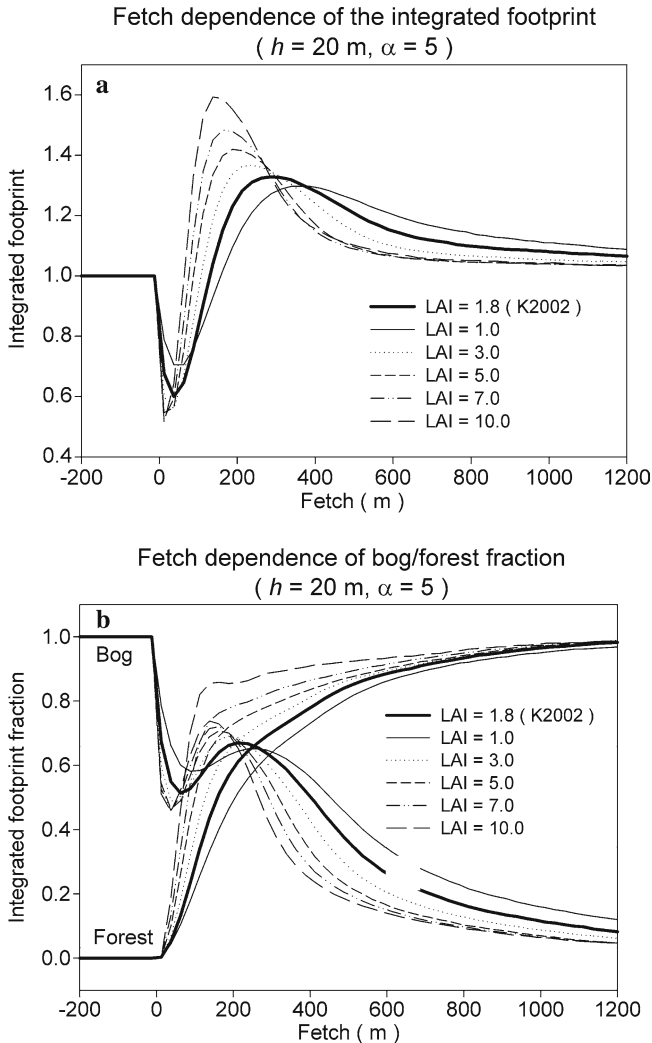 Fetch dependence of the integrated footprint
( h = 20 m, α = 5 )
a
Integrated footprint
1.6
1.4
1.2
1.0
0.8
0.6
0.4
LAI = 1.8 ( K2002 )
LAI = 1.0
LAI = 3.0
LAI = 5.0
LAI = 7.0
LAI = 10.0
-200 0 200 400 600 800 1000 1200
Fetch ( m )
Fetch dependence of bog/forest fraction
( h = 20 m, α = 5 )
b
Integrated footprint fraction
1.0
0.8
0.6
0.4
0.2
0.0
Bog
LAI = 1.8 ( K2002 )
LAI = 1.0
LAI = 3.0
LAI = 5.0
LAI = 7.0
LAI = 10.0
Forest
-200 0 200 400 600 800 1000 1200
Fetch ( m )